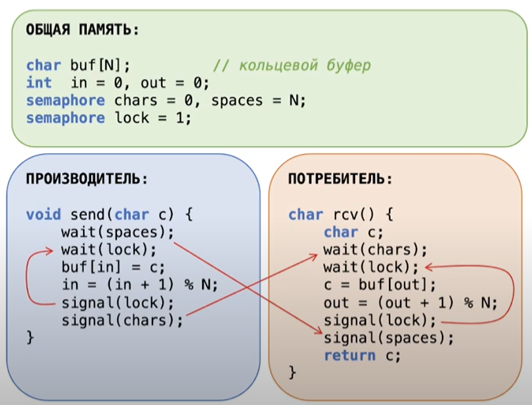 ОБЩАЯ ПАМЯТЬ:
char buf[N]; // кольцевой буфер
int in = 0, out = 0;
semaphore chars = 0, spaces = N;
semaphore lock = 1;
ПРОИЗВОДИТЕЛЬ:
void send(char c) {
wait(spaces);
wait(lock);
buf[in] = c;
in = (in + 1) % N;
signal(lock);
signal(chars);
}
ПОТРЕБИТЕЛЬ:
char rcv() {
char c;
wait(chars);
wait(lock);
c = buf[out];
out = (out + 1) % N;
signal(lock);
signal(spaces);
return c;
}